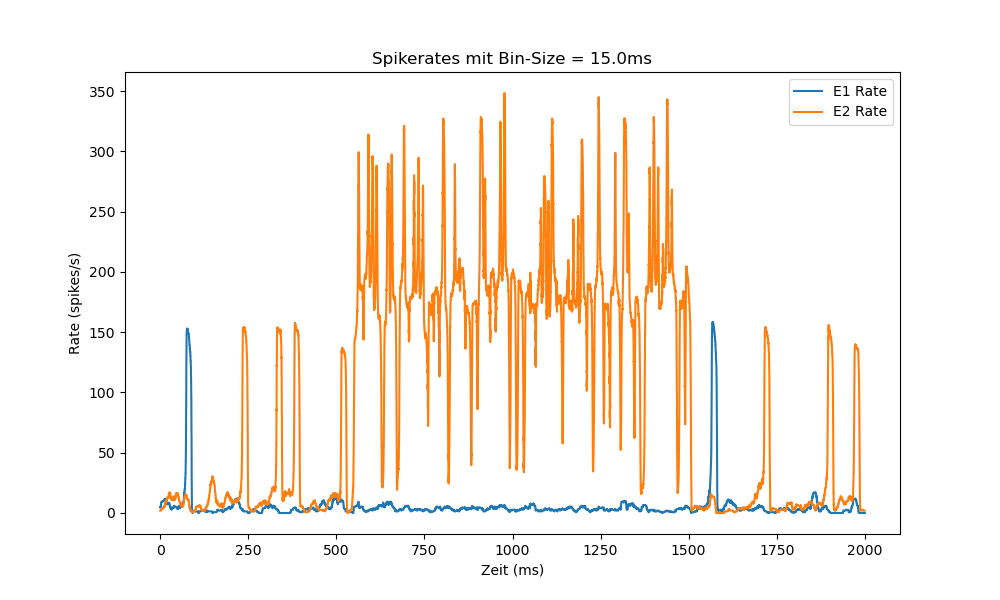 Spikerates mit Bin-Size = 15.0ms
E1 Rate
E2 Rate
350
300
250
200
150
100
50
0
Rate (spikes/s)
0 250 500 750 1000 1250 1500 1750 2000
Zeit (ms)